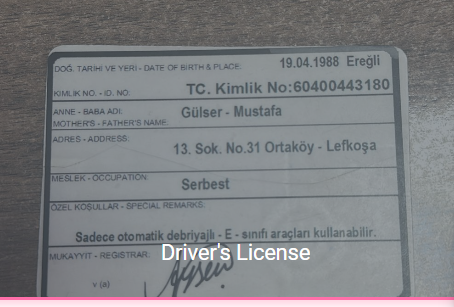 DOĞ. TARİHİ VE YERİ - DATE OF BIRTH & PLACE: 19.04.1988 Ereğli
KİMLİK NO. - ID. NO: TC. Kimlik No:60400443180
ANNE - BABA ADI: Gülser - Mustafa
MOTHER'S - FATHER'S NAME:
ADRES - ADDRESS:
13. Sok. No.31 Ortaköy - Lefkoşa
MESLEK - OCCUPATION: Serbest
ÖZEL KOŞULLAR - SPECIAL REMARKS:
Sadece otomatik debriyajlı - E - sınıfı araçları kullanabilir.
MUKAYYIT - REGISTRAR:
Driver's License
v (a)